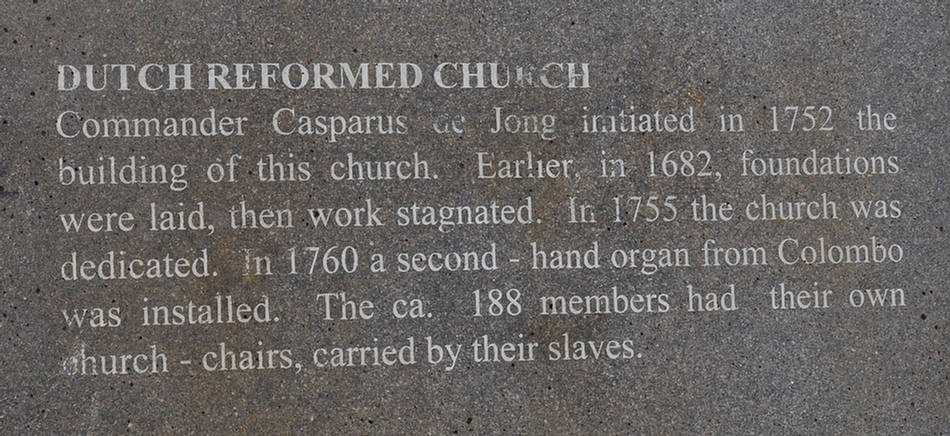 DUTCH REFORMED CHURCH
Commander Casparus de Jong initiated in 1752 the
building of this church. Earlier, in 1682, foundations
were laid, then work stagnated. In 1755 the church was
dedicated. In 1760 a second - hand organ from Colombo
was installed. The ca. 188 members had their own
church - chairs, carried by their slaves.